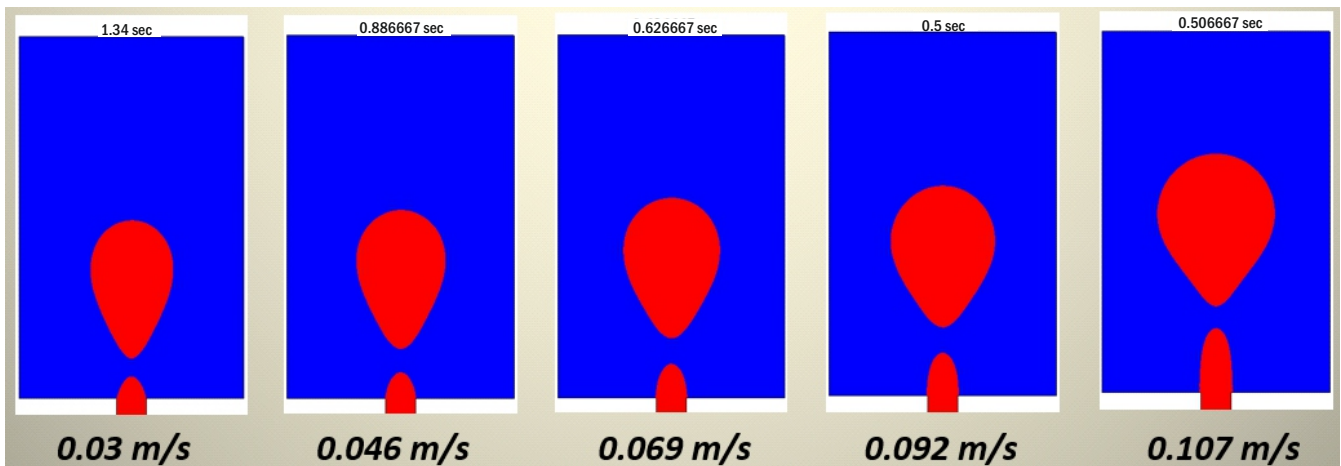 1.34 sec
0.886667 sec
0.626667 sec
0.5 sec
0.506667 sec
0.03 m/s
0.046 m/s
0.069 m/s
0.092 m/s
0.107 m/s